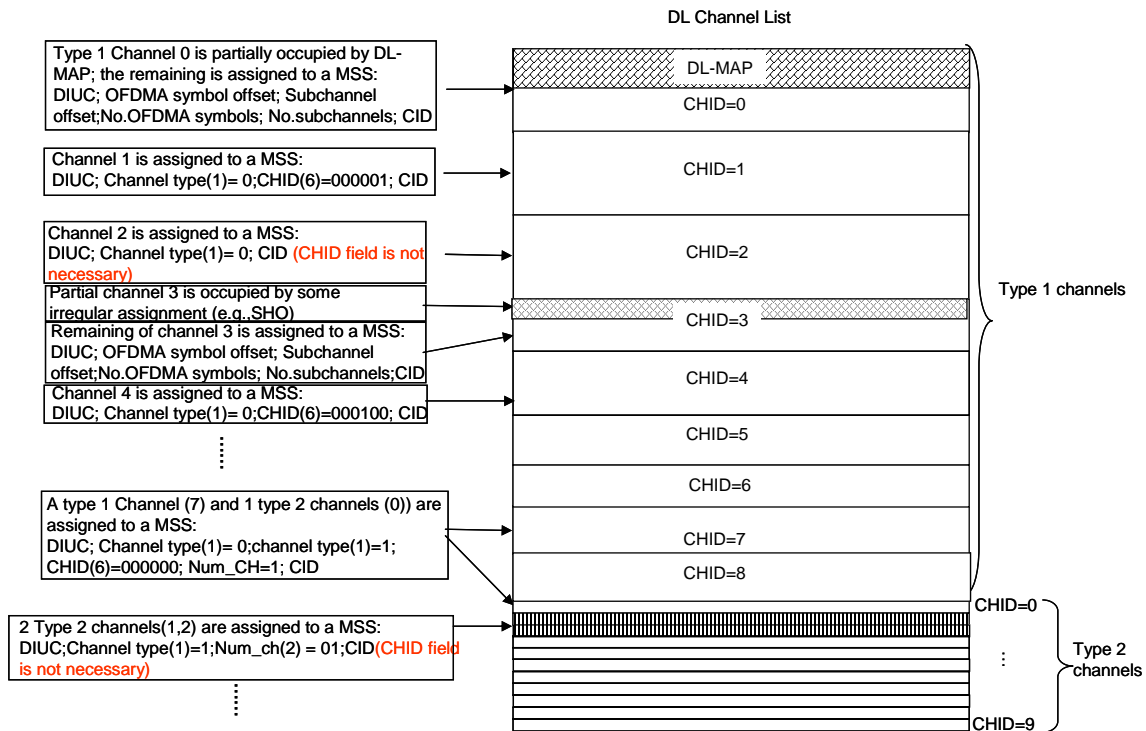 DL Channel List
Type 1 Channel 0 is partially occupied by DL-
MAP; the remaining is assigned to a MSS:
DIUC; OFDMA symbol offset; Subchannel
offset;No.OFDMA symbols; No.subchannels; CID
Channel 1 is assigned to a MSS:
DIUC; Channel type(1)= 0;CHID(6)=000001; CID
Channel 2 is assigned to a MSS:
DIUC; Channel type(1)= 0; CID (CHID field is not
necessary)
Partial channel 3 is occupied by some
irregular assignment (e.g.,SHO)
Remaining of channel 3 is assigned to a MSS:
DIUC; OFDMA symbol offset; Subchannel
offset;No.OFDMA symbols; No.subchannels;CID
Channel 4 is assigned to a MSS:
DIUC; Channel type(1)= 0;CHID(6)=000100; CID
A type 1 Channel (7) and 1 type 2 channels (0)) are
assigned to a MSS:
DIUC; Channel type(1)= 0;channel type(1)=1;
CHID(6)=000000; Num_CH=1; CID
2 Type 2 channels(1,2) are assigned to a MSS:
DIUC;Channel type(1)=1;Num_ch(2) = 01;CID(CHID field
is not necessary)
DL-MAP
CHID=0
CHID=1
CHID=2
CHID=3
CHID=4
CHID=5
CHID=6
CHID=7
CHID=8
Type 1 channels
CHID=0
...
CHID=9
Type 2
channels